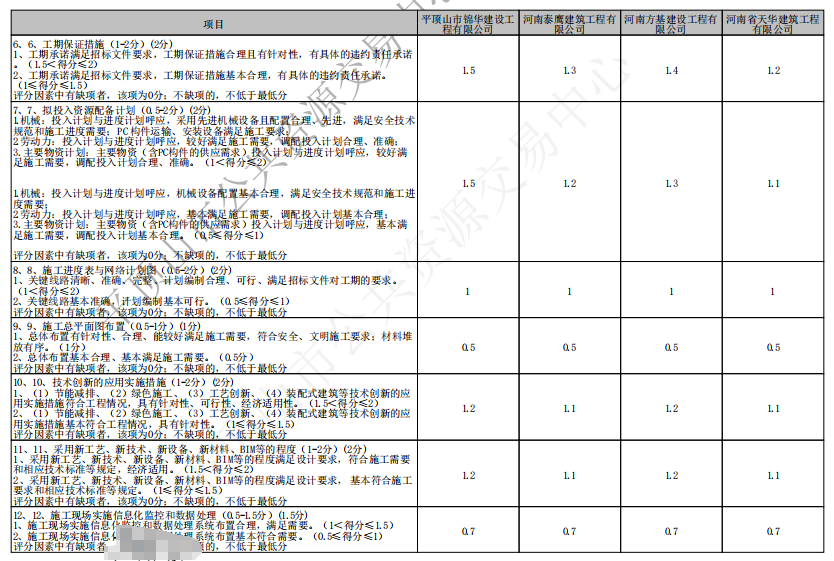 项目
平顶山市锦华建设工程有限公司
河南泰鹰建筑工程有限公司
河南方基建设工程有限公司
河南省天华建筑工程有限公司
6、6、工期保证措施（1-2分）(2分)
1、工期承诺满足招标文件要求，工期保证措施合理且有针对性，有具体的违约责任承诺
。（1.5＜得分≤2）
2、工期承诺满足招标文件要求，工期保证措施基本合理，有具体的违约责任承诺。
（1≤得分≤1.5）
评分因素中有缺项者，该项为0分；不缺项的，不低于最低分
1.5 1.3 1.4 1.2
7、7、拟投入资源配备计划（0.5-2分）(2分)
1.机械：投入计划与进度计划呼应，采用先进机械设备且配置合理、先进，满足安全技术
规范和施工进度需要；PC构件运输、安装设备满足施工要求；
2.劳动力：投入计划与进度计划呼应，较好满足施工需要，调配投入计划合理、准确；
3.主要物资计划：主要物资（含PC构件的供应需求）投入计划与进度计划呼应，较好满
足施工需要，调配投入计划合理、准确。（1＜得分≤2）
1.机械：投入计划与进度计划呼应，机械设备配置基本合理，满足安全技术规范和施工进
度需要；
2.劳动力：投入计划与进度计划呼应，基本满足施工需要，调配投入计划基本合理；
3.主要物资计划：主要物资（含PC构件的供应需求）投入计划与进度计划呼应，基本满
足施工需要，调配投入计划基本合理。（0.5≤得分≤1）
评分因素中有缺项者，该项为0分；不缺项的，不低于最低分
1.5 1.2 1.3 1.1
8、8、施工进度表与网络计划图（0.5-2分）(2分)
1、关键线路清晰、准确、完整，计划编制合理、可行、满足招标文件对工期的要求。
（1＜得分≤2）
2、关键线路基本准确，计划编制基本可行。（0.5≤得分≤1）
评分因素中有缺项者，该项为0分；不缺项的，不低于最低分
1 1 1 1
9、9、施工总平面图布置（0.5-1分）(1分)
1、总体布置有针对性、合理、能较好满足施工需要，符合安全、文明施工要求；材料堆
放有序。（1分）
2、总体布置基本合理、基本满足施工需要。（0.5分）
0.5 0.5 0.5 0.5
10、10、技术创新的应用实施措施（1-2分）(2分)
1、（1）节能减排、（2）绿色施工、（3）工艺创新、（4）装配式建筑等技术创新的应
用实施措施符合工程情况，具有针对性、可行性、经济适用性。（1.5＜得分≤2）
2、（1）节能减排、（2）绿色施工、（3）工艺创新、（4）装配式建筑等技术创新的应
用实施措施基本符合工程情况，具有针对性。（1≤得分≤1.5）
评分因素中有缺项者，该项为0分；不缺项的，不低于最低分
1.2 1.1 1.2 1.1
11、11、采用新工艺、新技术、新设备、新材料、BIM等的程度（1-2分）(2分)
1、采用新工艺、新技术、新设备、新材料、BIM等的程度满足设计要求，符合施工需要
和相应技术标准等规定，经济适用。（1.5＜得分≤2）
2、采用新工艺、新技术、新设备、新材料、BIM等的程度满足设计要求，基本符合施工
要求和相应技术标准等规定。（1≤得分≤1.5）
评分因素中有缺项者，该项为0分；不缺项的，不低于最低分
1.2 1.1 1.2 1.1
12、12、施工现场实施信息化监控和数据处理（0.5-1.5分）(1.5分)
1、施工现场实施信息化监控和数据处理系统布置合理，满足需要。（1＜得分≤1.5）
2、施工现场实施信息 处理系统布置基本符合需要。（0.5≤得分≤1）
评分因素中有缺项者， 项的，不低于最低分
0.7 0.7 0.7 0.7
平顶山市公共资源交易中心
山市公共资源交易中心